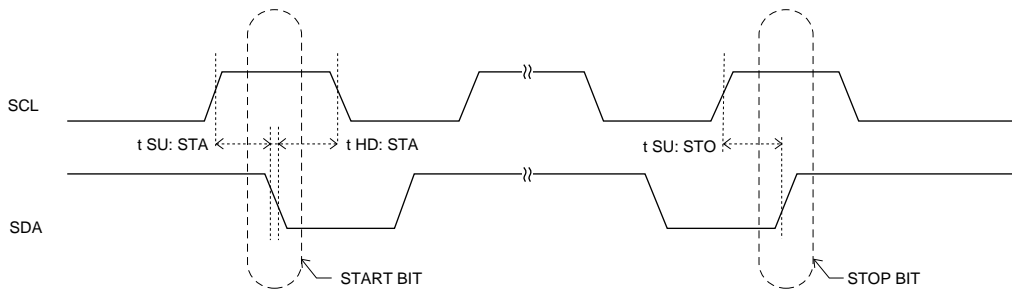 SCL
t SU: STA
t HD: STA
t SU: STO
SDA
START BIT
STOP BIT